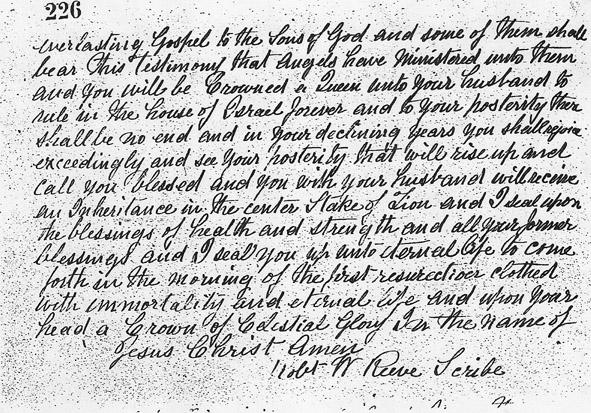 226
everlasting Gospel to the Sons of God and some of them shall
bear this testimony that Angels have Ministered unto them
and you will be Crowned a Queen unto your husband to
rule in the house of Israel forever and to your posterity there
shall be no end and in your declining years you shall rejoice
exceedingly and see your posterity that will rise up and
call you blessed and you with your husband will receive
an Inheritance in the center Stake of Zion and I seal upon
the blessings of health and strength and all your former
blessings and I seal you up unto eternal life to come
forth in the morning of the first resurection clothed
with immortality and eternal life and upon your
head a Crown of Celestial Glory I in the name of
Jesus Christ Amen
Robt W Reeve Scribe